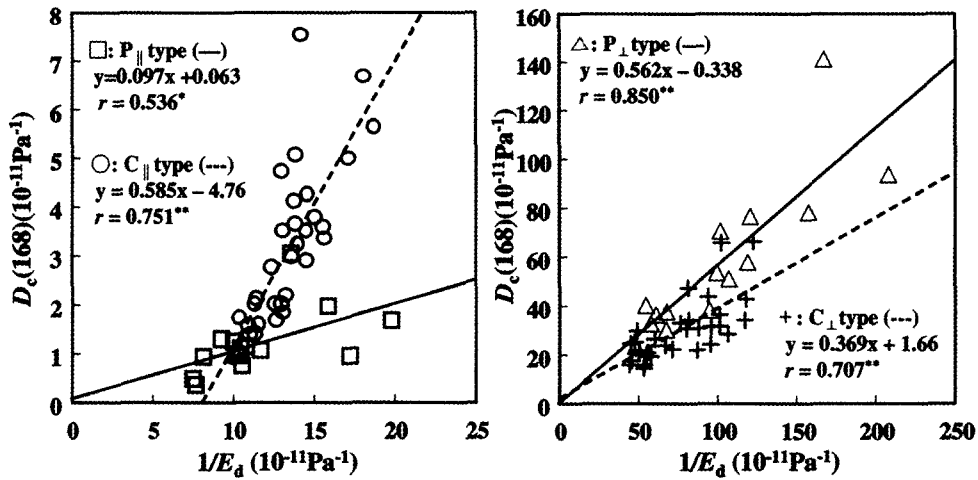 8
7
6
5
4
3
2
1
0
D_c(168)(10⁻¹¹Pa⁻¹)
□: P∥ type (—)
y=0.097x +0.063
r = 0.536*
○: C∥ type (---)
y = 0.585x − 4.76
r = 0.751**
0 5 10 15 20 25
1/E_d (10⁻¹¹Pa⁻¹)
160
140
120
100
80
60
40
20
0
D_c(168)(10⁻¹¹Pa⁻¹)
△: P⊥ type (—)
y = 0.562x − 0.338
r = 0.850**
+: C⊥ type (---)
y = 0.369x + 1.66
r = 0.707**
0 50 100 150 200 250
1/E_d (10⁻¹¹Pa⁻¹)